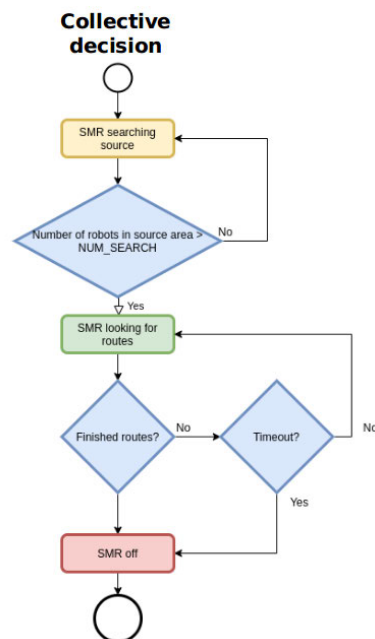 Collective
decision
SMR searching
source
Number of robots in source area >
NUM_SEARCH
No
Yes
SMR looking for
routes
Finished routes?
No
Timeout?
No
Yes
SMR off